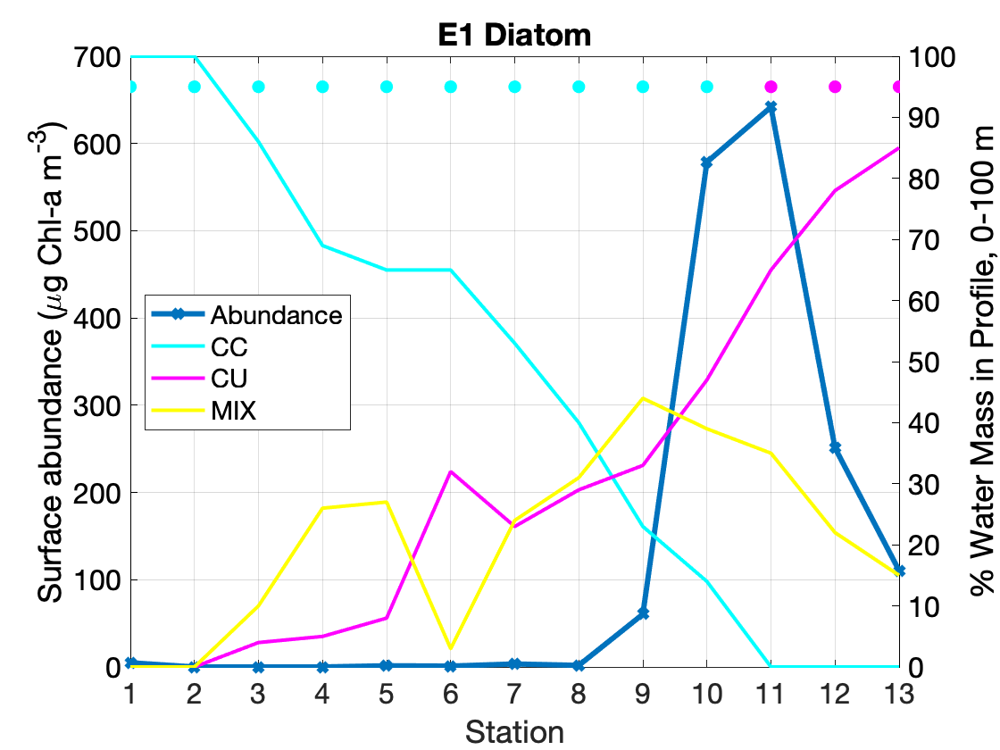 E1 Diatom
700
600
500
400
300
200
100
0
Surface abundance (μg Chl-a m⁻³)
100
90
80
70
60
50
40
30
20
10
0
% Water Mass in Profile, 0-100 m
Abundance
CC
CU
MIX
1 2 3 4 5 6 7 8 9 10 11 12 13
Station